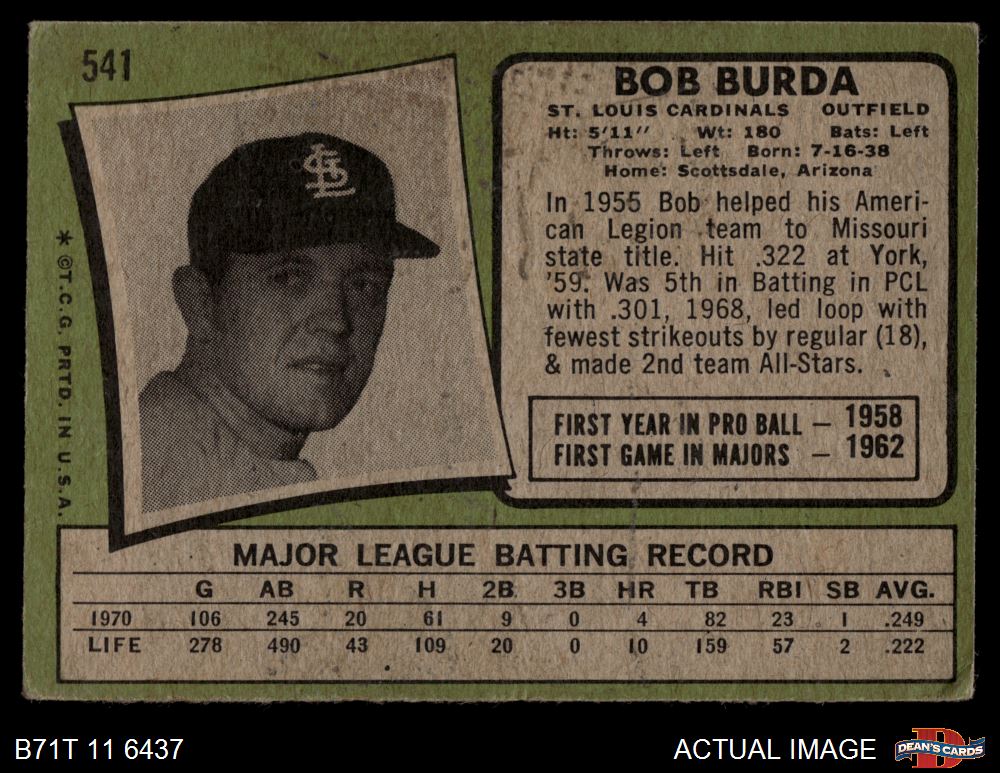 541
BOB BURDA
ST. LOUIS CARDINALS OUTFIELD
Ht: 5'11" Wt: 180 Bats: Left
Throws: Left Born: 7-16-38
Home: Scottsdale, Arizona
In 1955 Bob helped his Ameri-
can Legion team to Missouri
state title. Hit .322 at York,
'59. Was 5th in Batting in PCL
with .301, 1968, led loop with
fewest strikeouts by regular (18),
& made 2nd team All-Stars.
FIRST YEAR IN PRO BALL — 1958
FIRST GAME IN MAJORS — 1962
STL
* ©T.C.G. PRTD. IN U.S.A.
MAJOR LEAGUE BATTING RECORD
G AB R H 2B 3B HR TB RBI SB AVG.
1970 106 245 20 61 9 0 4 82 23 1 .249
LIFE 278 490 43 109 20 0 10 159 57 2 .222
B71T 11 6437
ACTUAL IMAGE
D
DEAN'S CARDS